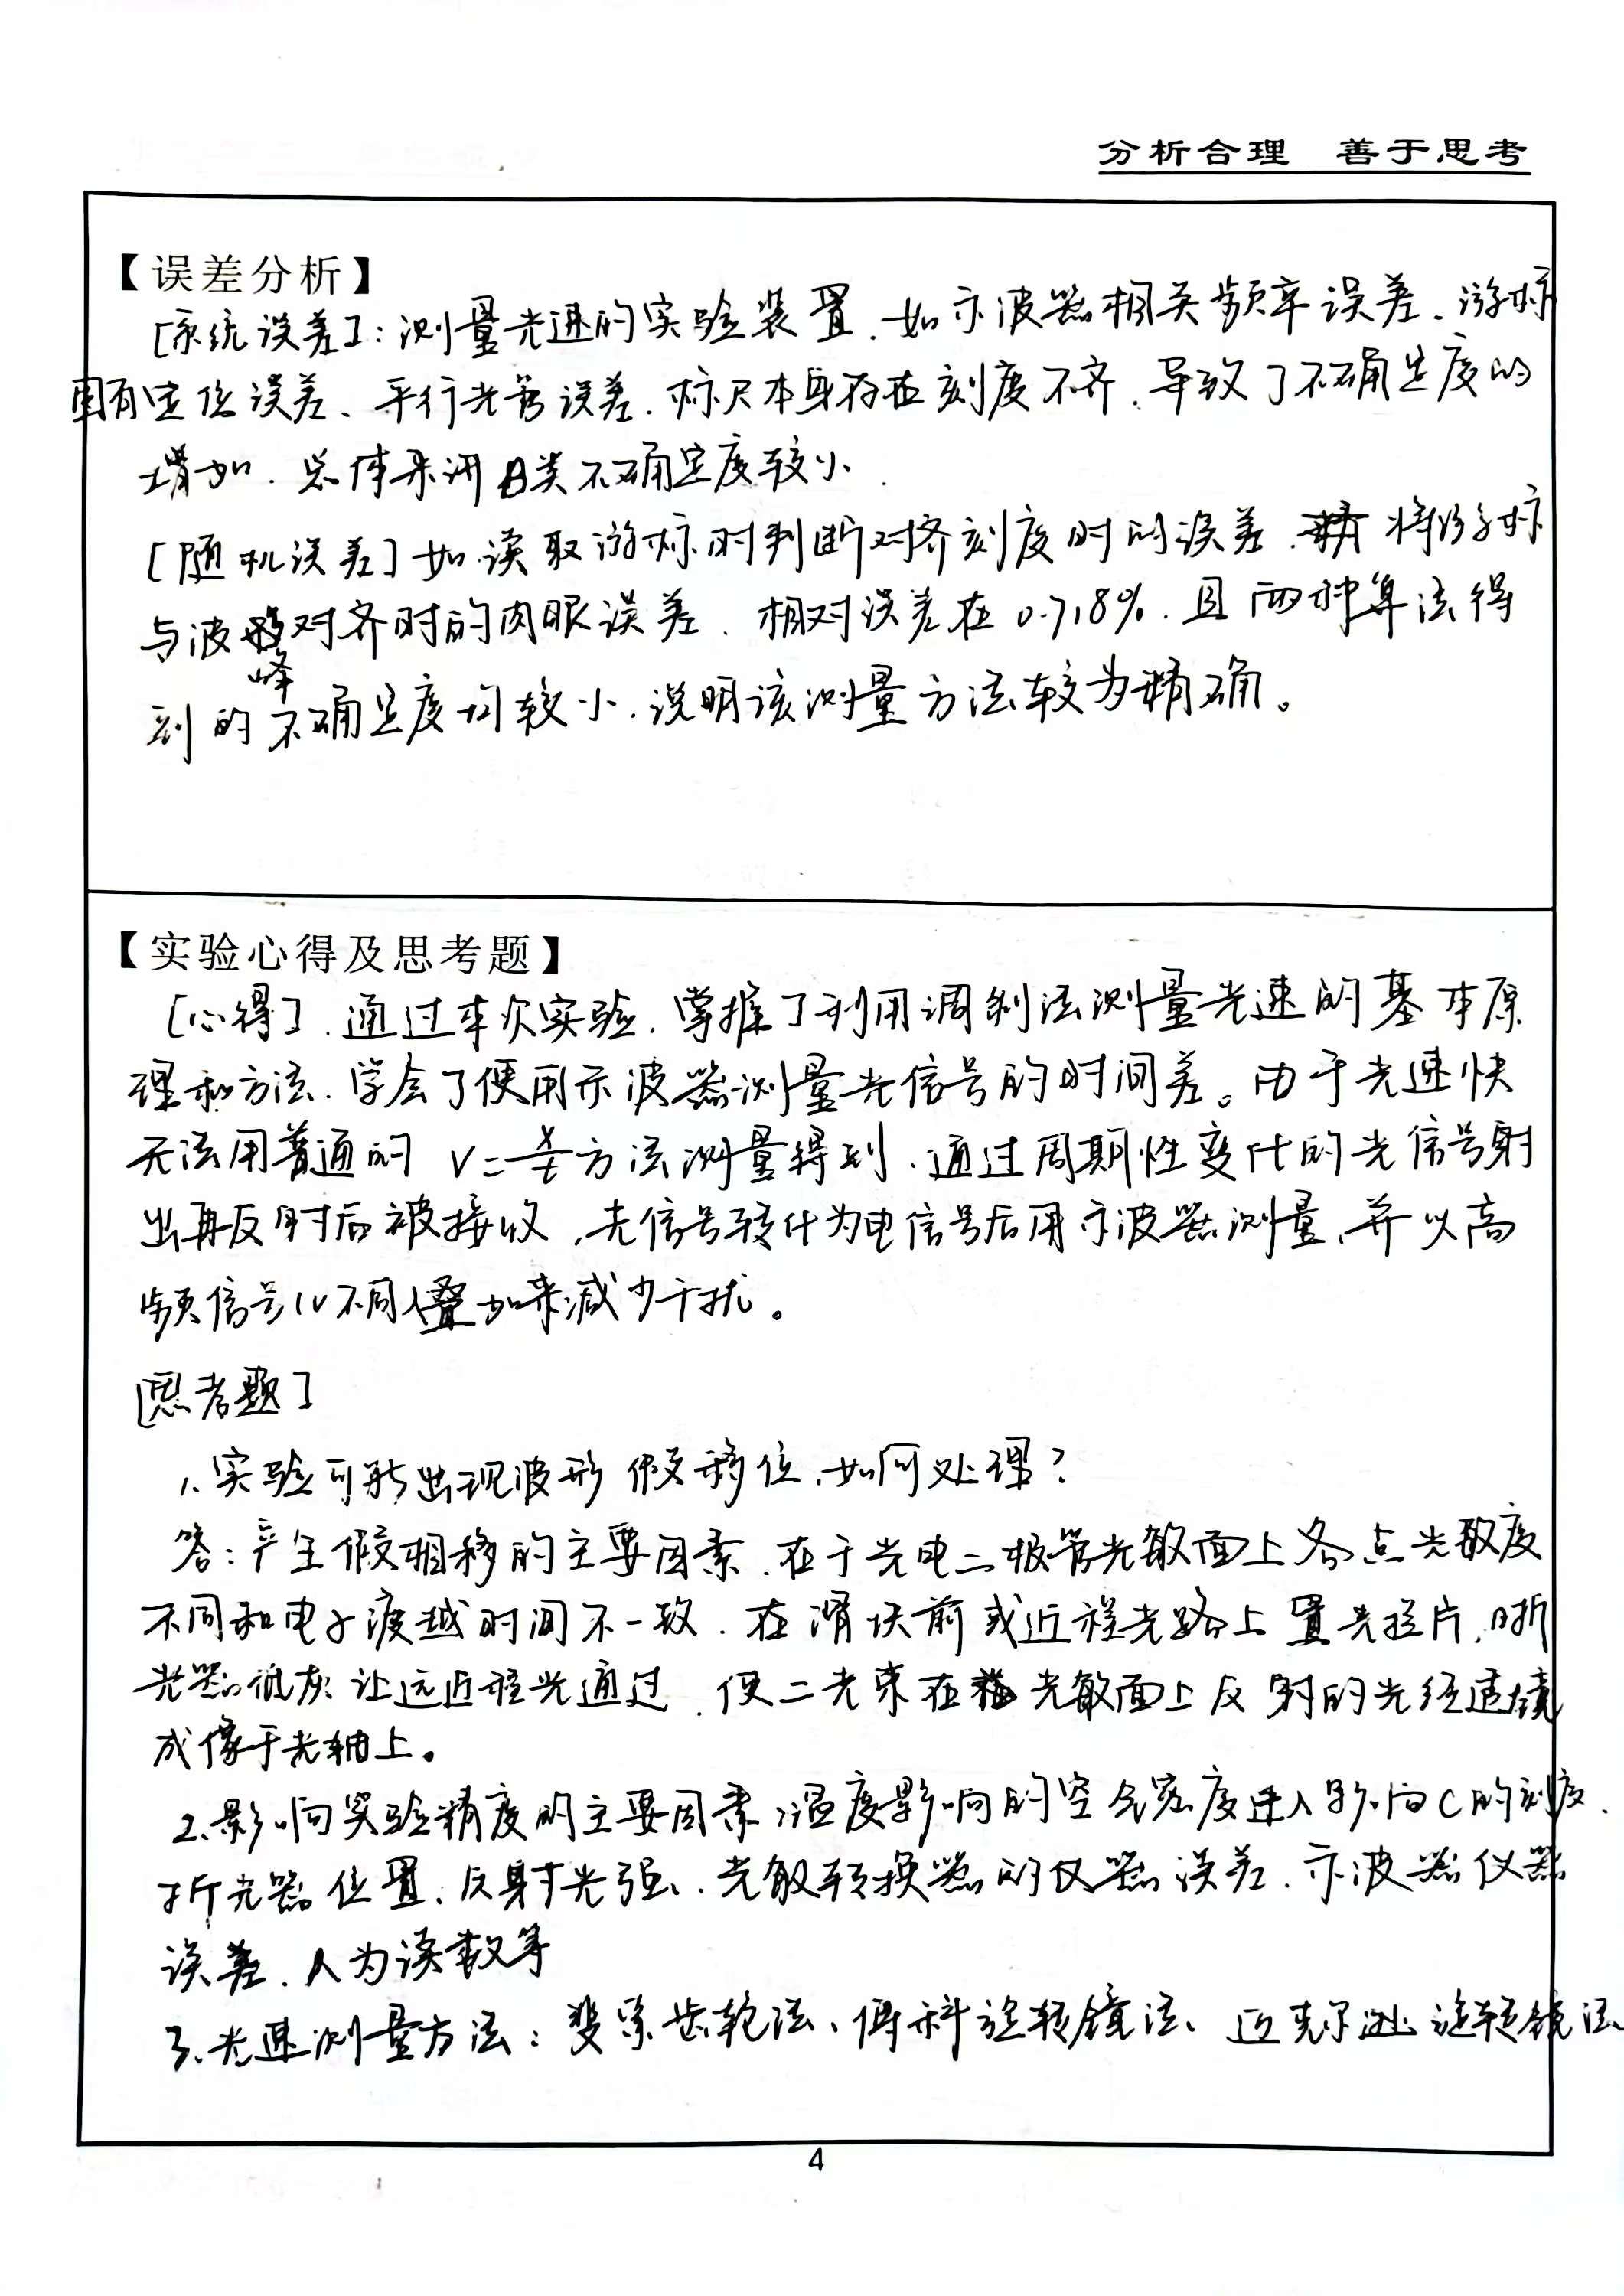 分析合理 善于思考
【误差分析】
[系统误差]:测量光速的实验装置、如示波器相关频率误差、游标
固有定位误差、平行光管误差、标尺本身存在刻度不齐、导致了不确定度的
增加.总体来讲B类不确定度较小.
[随机误差]如读取游标时判断对齐刻度时的误差、将游标
与波峰对齐时的肉眼误差.相对误差在0.718%.且两种算法得
到的不确定度均较小.说明该测量方法较为精确。
【实验心得及思考题】
[心得].通过本次实验.掌握了利用调制法测量光速的基本原
理和方法.学会了使用示波器测量光信号的时间差。由于光速快
无法用普通的 v=x/t方法测量得到.通过周期性变化的光信号射
出再反射后被接收,光信号转化为电信号后用示波器测量,并以高
频信号 不同 叠加来减少干扰。
[思考题]
1.实验可能出现波形假移位.如何处理?
答:产生假相移的主要因素.在于光电二极管光敏面上各点光敏度
不同和电子渡越时间不一致.在滑块前或近程光路上置光拦片,斩
光器 让远近程光通过.使二光束在光敏面上反射的光经透镜
成像于光轴上。
2.影响实验精度的主要因素:温度影响的空气密度进入影响C的刻度.
折光器位置、反射光强、光敏转换器的仪器误差、示波器仪器
误差、人为读数等
3.光速测量方法:斐索齿轮法、傅科旋转镜法、迈克尔逊旋转镜法
4